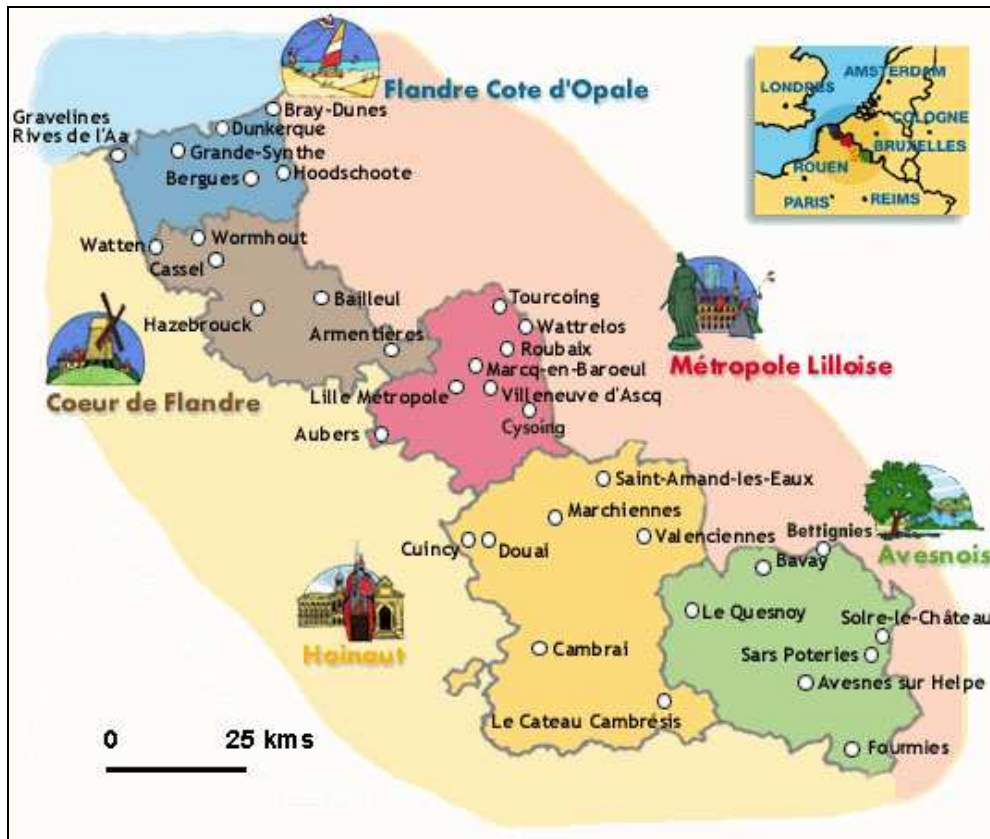 Flandre Cote d'Opale
Bray-Dunes
Gravelines
Rives de l'Aa
Dunkerque
Grande-Synthe
Bergues
Hoodschoote
Watten
Wormhout
Cassel
Bailleul
Hazebrouck
Armentières
Coeur de Flandre
Tourcoing
Wattrelos
Roubaix
Marcq-en-Baroeul
Lille Métropole
Villeneuve d'Ascq
Cysoing
Aubers
Métropole Lilloise
Saint-Amand-les-Eaux
Marchiennes
Cuincy
Douai
Valenciennes
Bettignies
Avesnois
Bavay
Le Quesnoy
Solre-le-Château
Sars Poteries
Avesnes sur Helpe
Hainaut
Cambrai
Le Cateau Cambrésis
Fourmies
0 25 kms
LONDRES
AMSTERDAM
COLOGNE
BRUXELLES
ROUEN
PARIS
REIMS